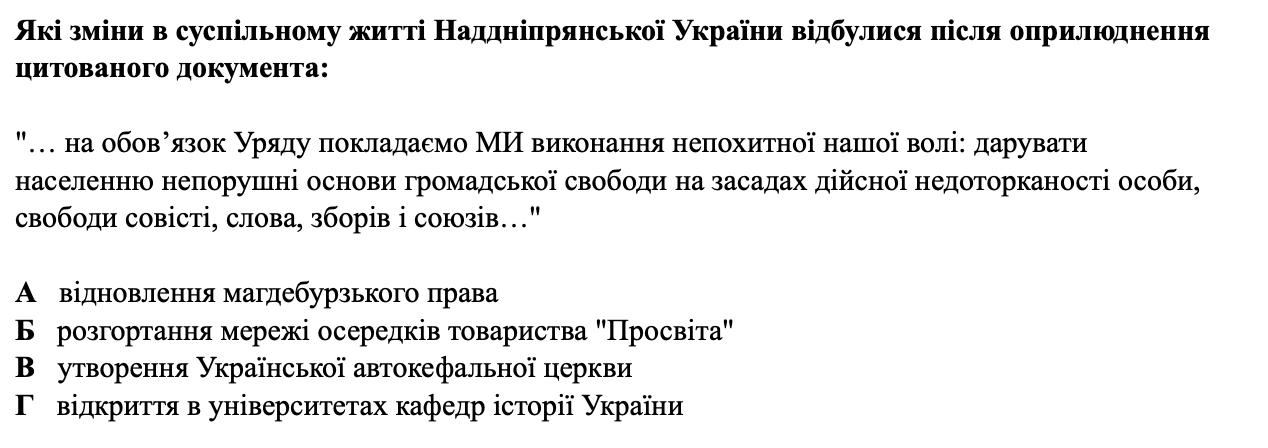 Які зміни в суспільному житті Наддніпрянської України відбулися після оприлюднення
цитованого документа:
"… на обов’язок Уряду покладаємо МИ виконання непохитної нашої волі: дарувати
населенню непорушні основи громадської свободи на засадах дійсної недоторканості особи,
свободи совісті, слова, зборів і союзів…"
А відновлення магдебурзького права
Б розгортання мережі осередків товариства "Просвіта"
В утворення Української автокефальної церкви
Г відкриття в університетах кафедр історії України